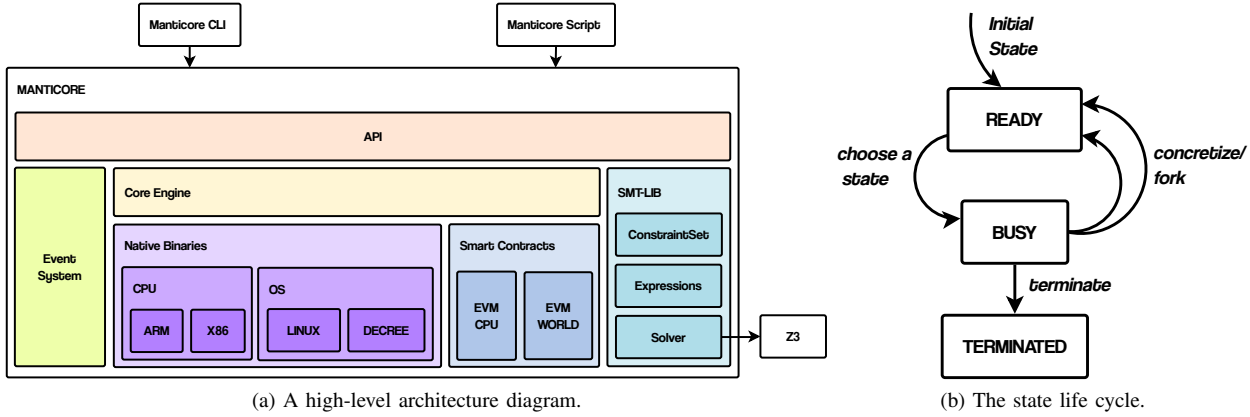 Manticore CLI
Manticore Script
MANTICORE
API
Event
System
Core Engine
Native Binaries
CPU
ARM
X86
OS
LINUX
DECREE
Smart Contracts
EVM
CPU
EVM
WORLD
SMT-LIB
ConstraintSet
Expressions
Solver
Z3
(a) A high-level architecture diagram.
Initial
State
READY
choose a
state
concretize/
fork
BUSY
terminate
TERMINATED
(b) The state life cycle.